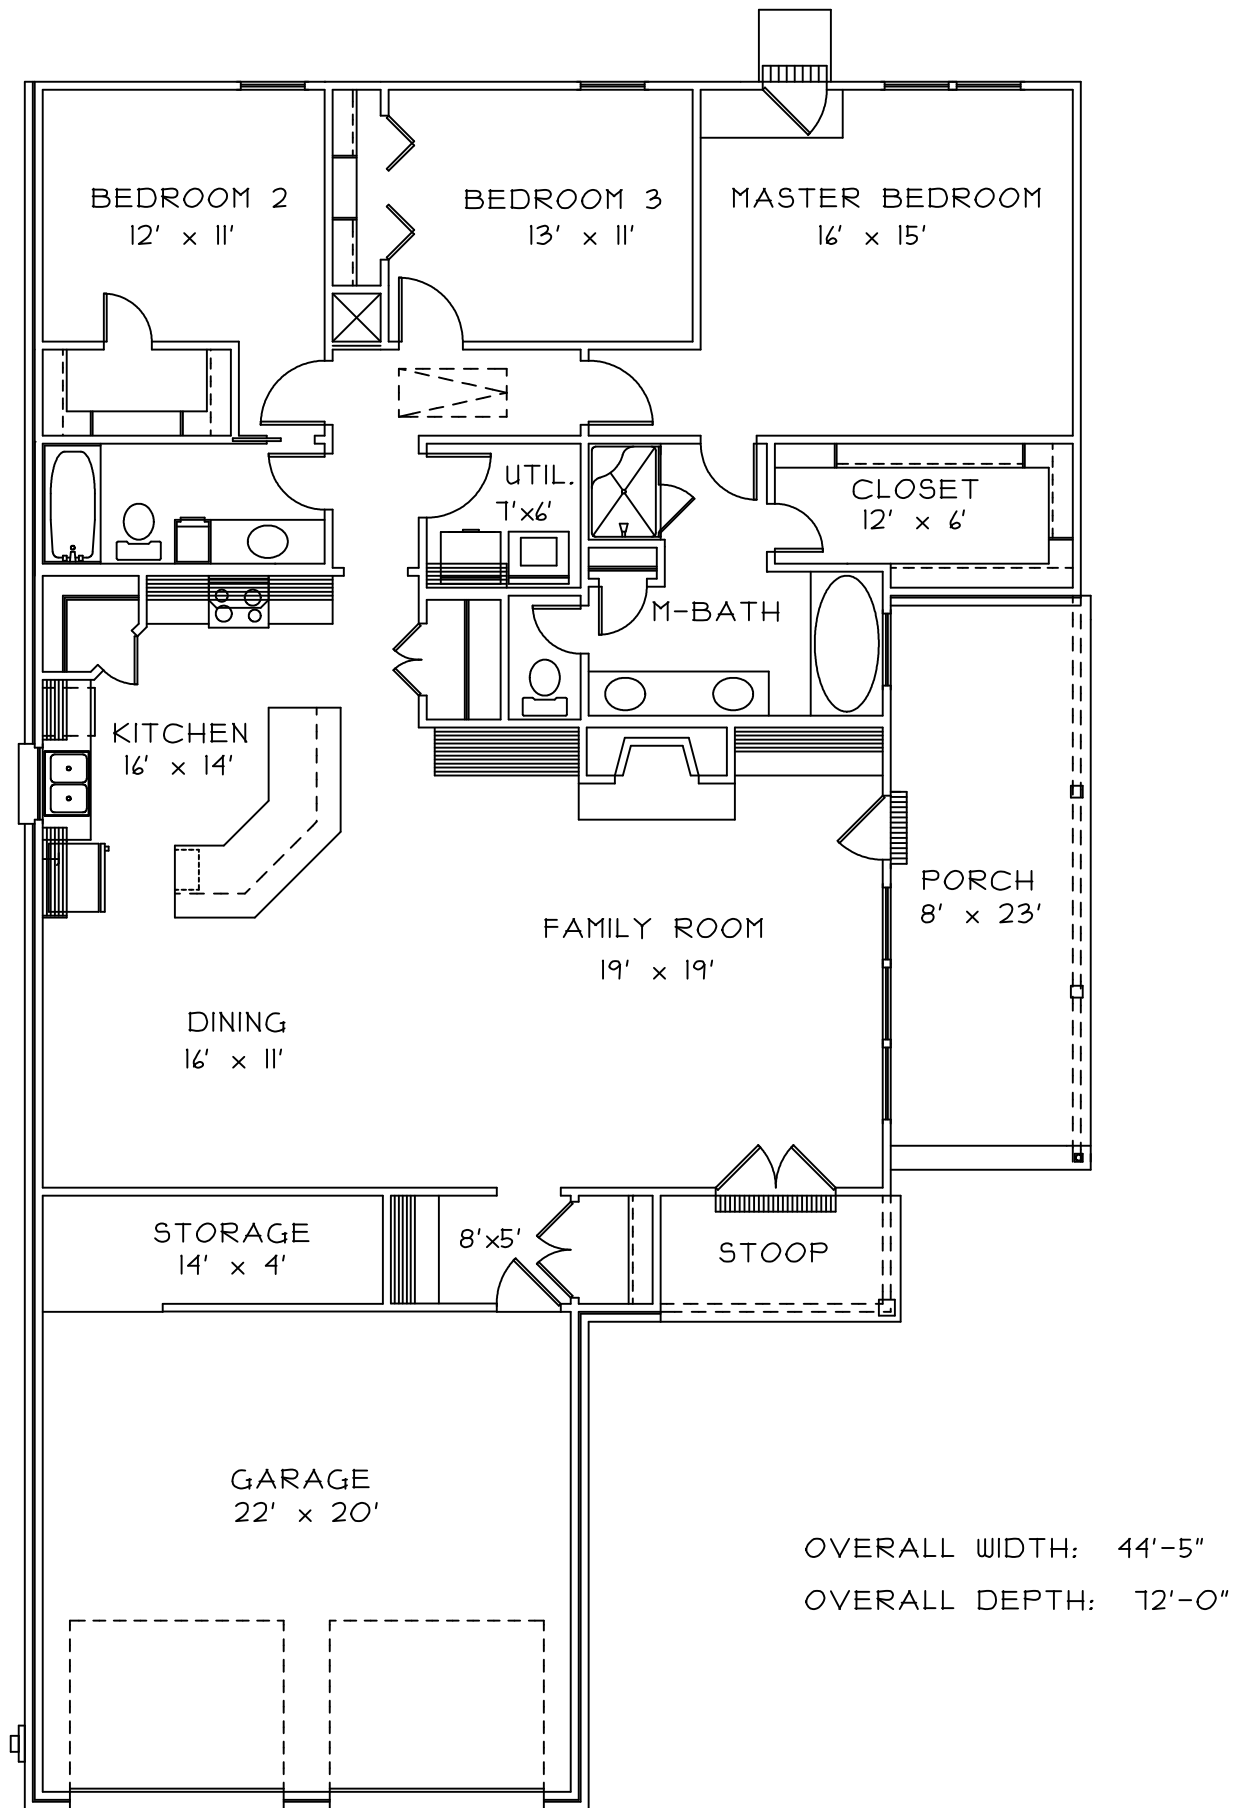 BEDROOM 2
12' x 11'
BEDROOM 3
13' x 11'
MASTER BEDROOM
16' x 15'
UTIL.
7'x6'
CLOSET
12' x 6'
M-BATH
KITCHEN
16' x 14'
PORCH
8' x 23'
FAMILY ROOM
19' x 19'
DINING
16' x 11'
STORAGE
14' x 4'
8'x5'
STOOP
GARAGE
22' x 20'
OVERALL WIDTH: 44'-5"
OVERALL DEPTH: 72'-0"